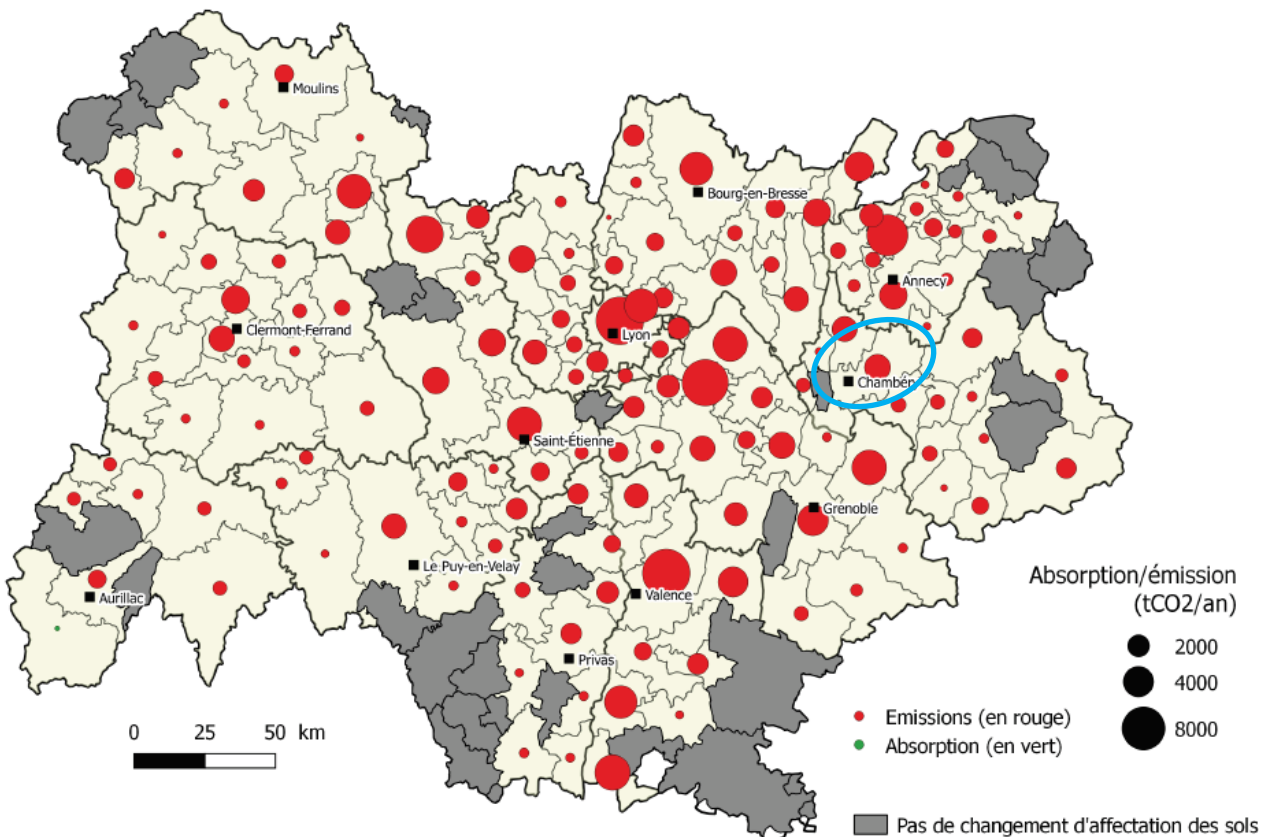 Moulins
Bourg-en-Bresse
Annecy
Clermont-Ferrand
Lyon
Chambér
Saint-Étienne
Grenoble
Le Puy-en-Velay
Valence
Aurillac
Privas
Absorption/émission
(tCO2/an)
2000
4000
8000
0 25 50 km
Emissions (en rouge)
Absorption (en vert)
Pas de changement d'affectation des sols